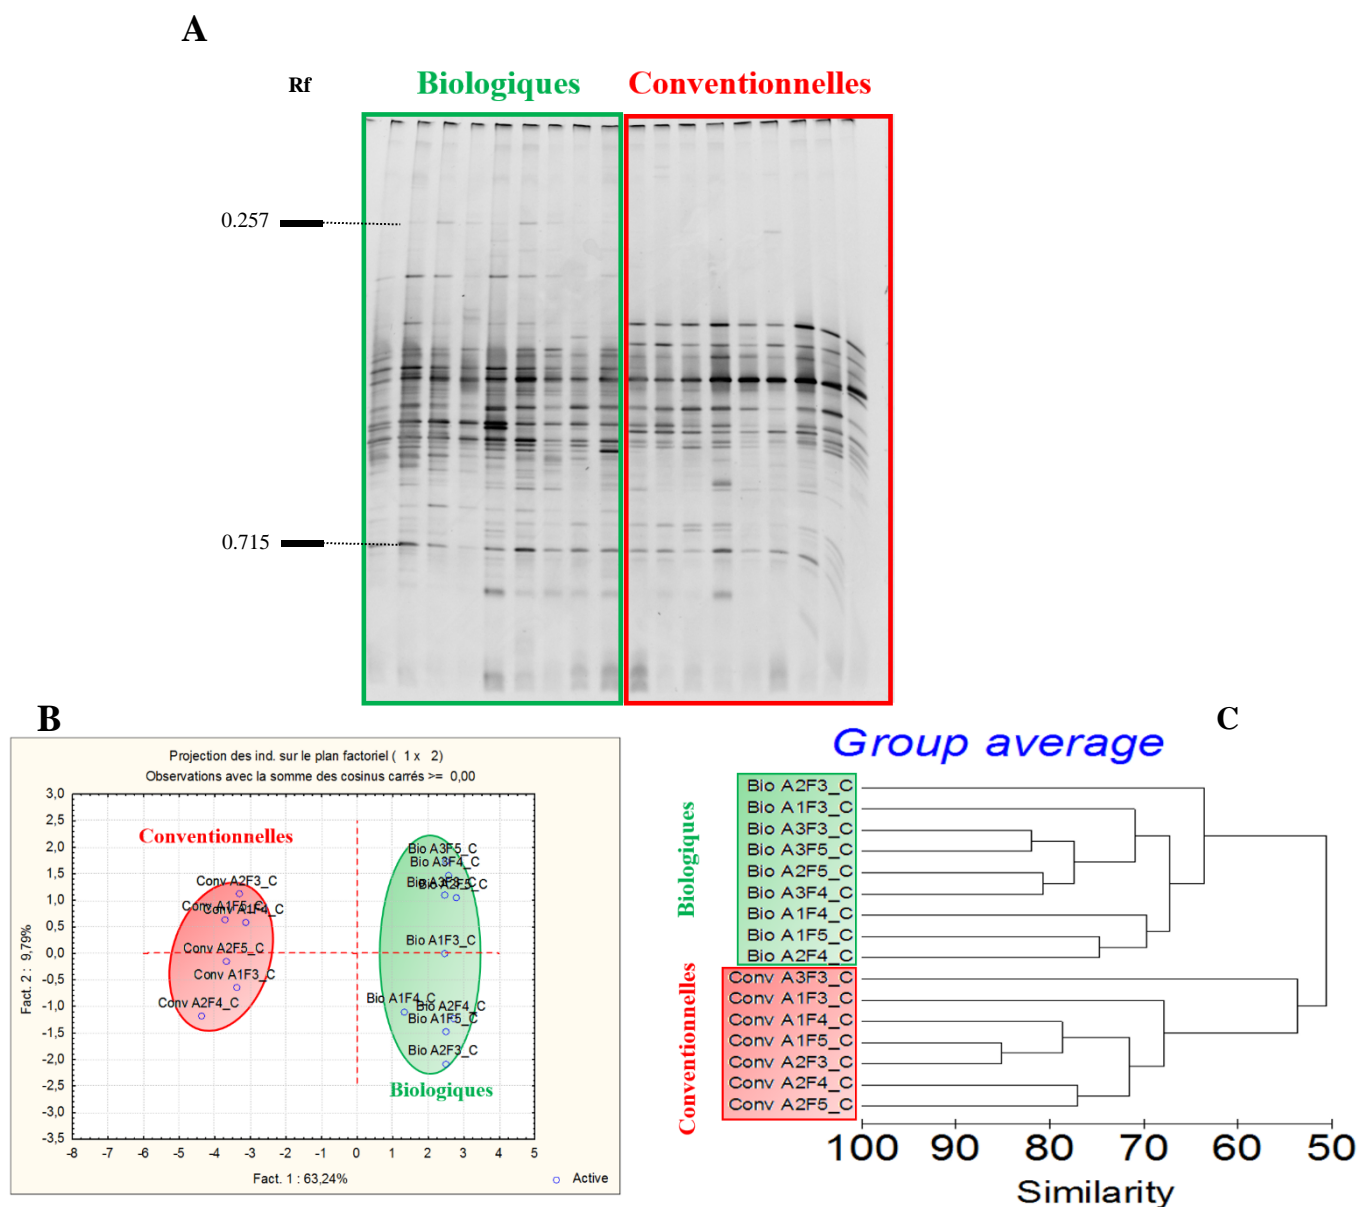 A
Rf
Biologiques
Conventionnelles
0.257
0.715
B
Projection des ind. sur le plan factoriel ( 1 x 2)
Observations avec la somme des cosinus carrés >= 0,00
3,0
2,5
2,0
1,5
1,0
0,5
0,0
-0,5
-1,0
-1,5
-2,0
-2,5
-3,0
-3,5
Fact. 2 : 9,79%
Conventionnelles
Conv A2F3_C
Conv A1F5_C
Conv A1F4_C
Conv A2F5_C
Conv A1F3_C
Conv A2F4_C
Bio A3F5_C
Bio A3F4_C
Bio A3F3_C
Bio A2F5_C
Bio A1F3_C
Bio A1F4_C
Bio A2F4_C
Bio A1F5_C
Bio A2F3_C
Biologiques
-8 -7 -6 -5 -4 -3 -2 -1 0 1 2 3 4 5
Fact. 1 : 63,24%
Active
C
Group average
Biologiques
Bio A2F3_C
Bio A1F3_C
Bio A3F3_C
Bio A3F5_C
Bio A2F5_C
Bio A3F4_C
Bio A1F4_C
Bio A1F5_C
Bio A2F4_C
Conventionnelles
Conv A3F3_C
Conv A1F3_C
Conv A1F4_C
Conv A1F5_C
Conv A2F3_C
Conv A2F4_C
Conv A2F5_C
100 90 80 70 60 50
Similarity